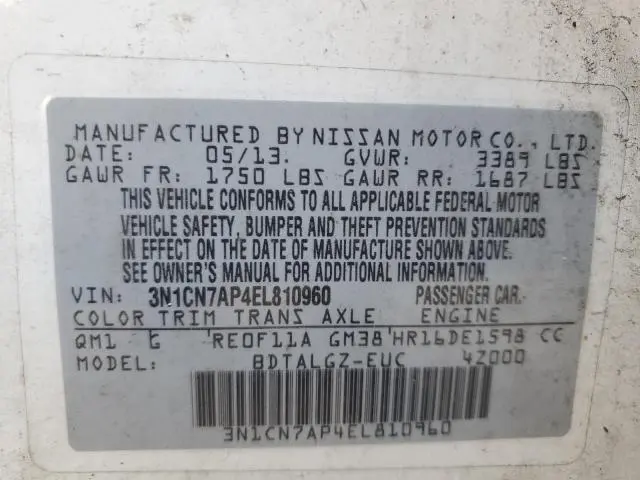 MANUFACTURED BY NISSAN MOTOR CO., LTD.
DATE: 05/13. GVWR: 3389 LBS
GAWR FR: 1750 LBS GAWR RR: 1687 LBS
THIS VEHICLE CONFORMS TO ALL APPLICABLE FEDERAL MOTOR
VEHICLE SAFETY, BUMPER AND THEFT PREVENTION STANDARDS
IN EFFECT ON THE DATE OF MANUFACTURE SHOWN ABOVE.
SEE OWNER'S MANUAL FOR ADDITIONAL INFORMATION.
VIN: 3N1CN7AP4EL810960 PASSENGER CAR.
COLOR TRIM TRANS AXLE ENGINE
QM1 G 'RE0F11A GM38'HR16DE1598 CC
BDTALGZ-EUC 4Z000
3N1CN7AP4EL810960